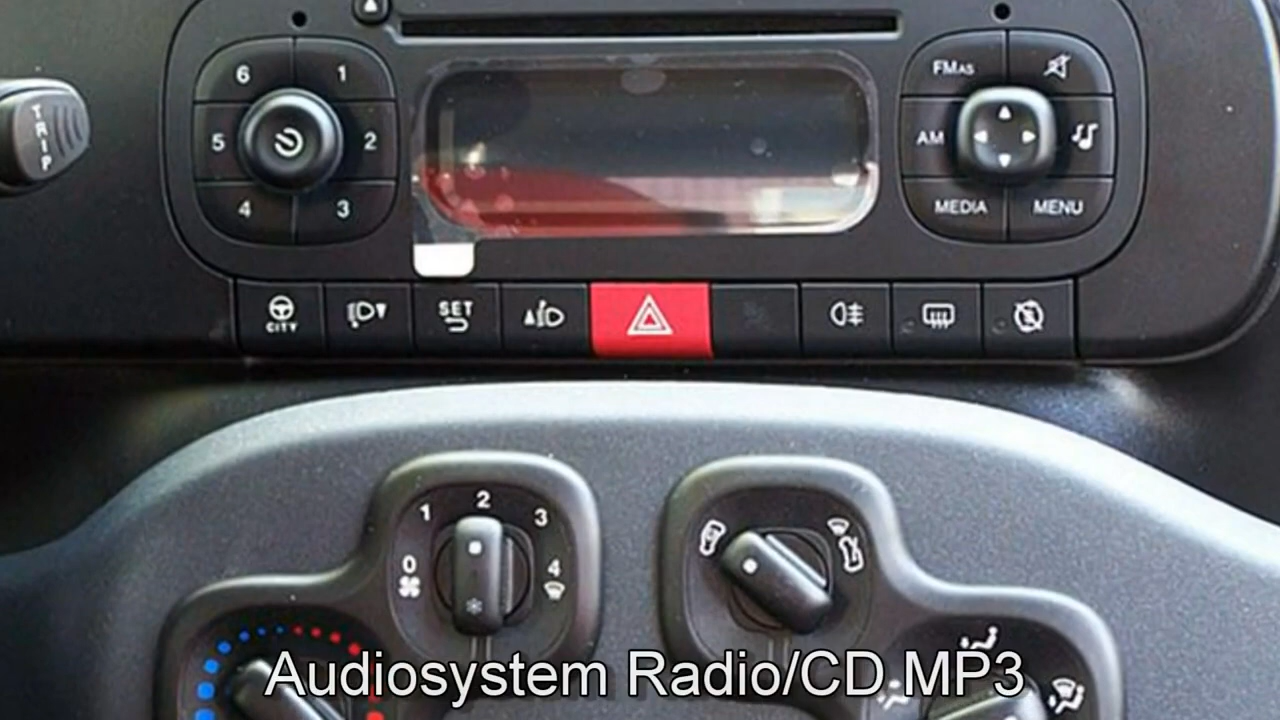 6 1
5 2
4 3
TRIP
FMAS
AM
MEDIA MENU
CITY
SET
1 2 3
0 4
Audiosystem Radio/CD MP3